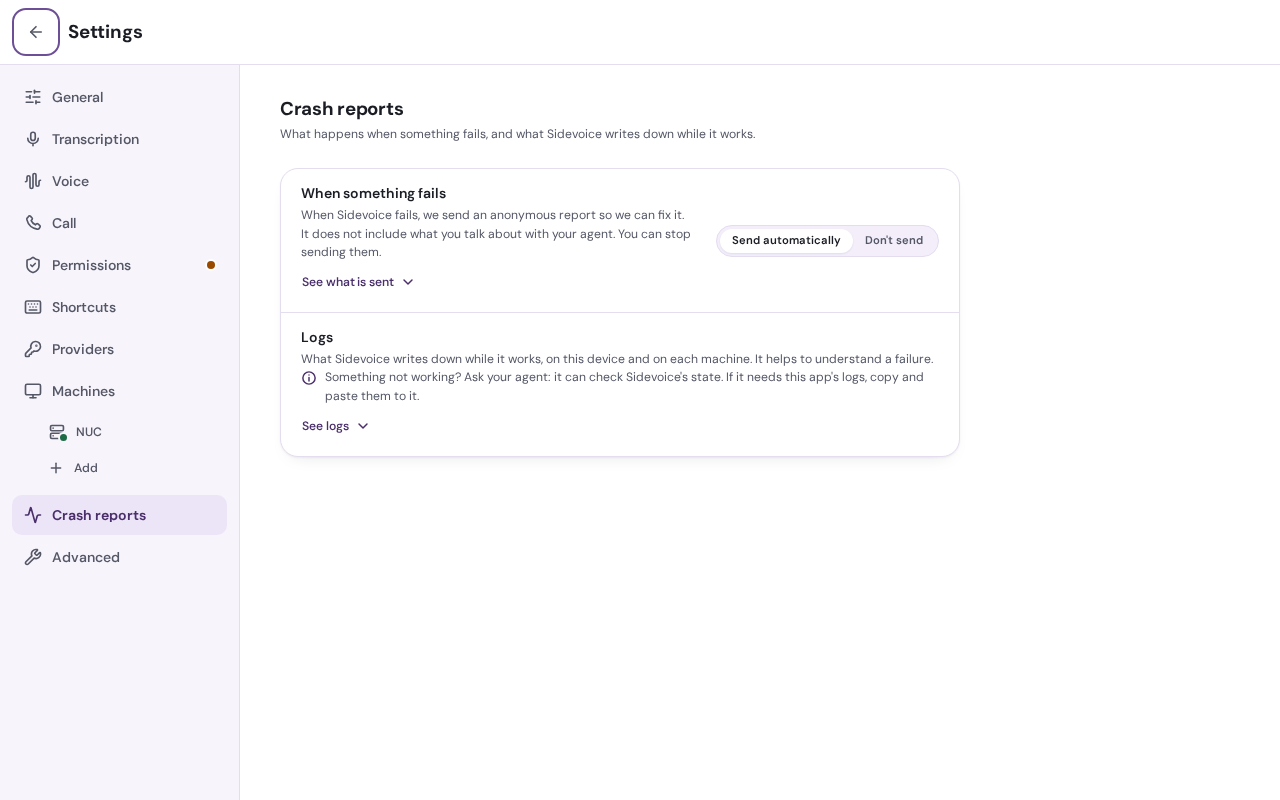 Settings
General
Transcription
Voice
Call
Permissions
Shortcuts
Providers
Machines
NUC
Add
Crash reports
Advanced
Crash reports
What happens when something fails, and what Sidevoice writes down while it works.
When something fails
When Sidevoice fails, we send an anonymous report so we can fix it.
It does not include what you talk about with your agent. You can stop
sending them.
Send automatically
Don't send
See what is sent
Logs
What Sidevoice writes down while it works, on this device and on each machine. It helps to understand a failure.
Something not working? Ask your agent: it can check Sidevoice's state. If it needs this app's logs, copy and
paste them to it.
See logs